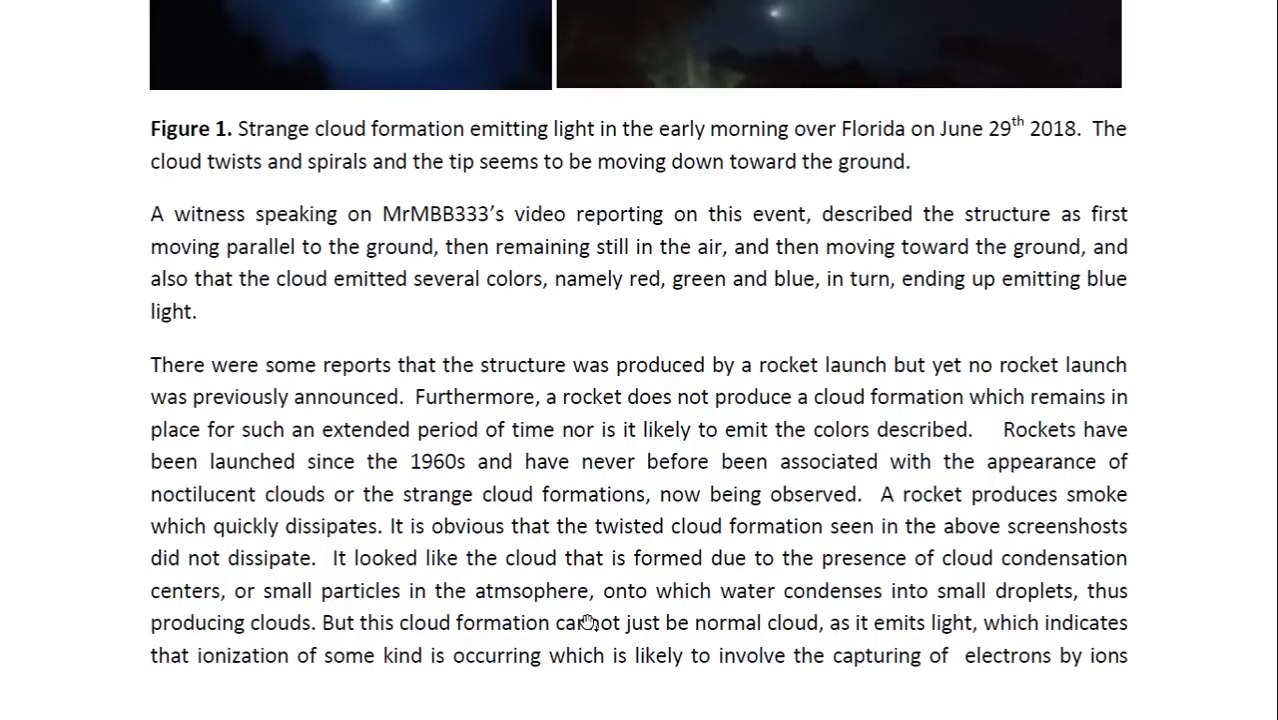 Figure 1. Strange cloud formation emitting light in the early morning over Florida on June 29th 2018. The
cloud twists and spirals and the tip seems to be moving down toward the ground.
A witness speaking on MrMBB333’s video reporting on this event, described the structure as first
moving parallel to the ground, then remaining still in the air, and then moving toward the ground, and
also that the cloud emitted several colors, namely red, green and blue, in turn, ending up emitting blue
light.
There were some reports that the structure was produced by a rocket launch but yet no rocket launch
was previously announced. Furthermore, a rocket does not produce a cloud formation which remains in
place for such an extended period of time nor is it likely to emit the colors described. Rockets have
been launched since the 1960s and have never before been associated with the appearance of
noctilucent clouds or the strange cloud formations, now being observed. A rocket produces smoke
which quickly dissipates. It is obvious that the twisted cloud formation seen in the above screenshosts
did not dissipate. It looked like the cloud that is formed due to the presence of cloud condensation
centers, or small particles in the atmsophere, onto which water condenses into small droplets, thus
producing clouds. But this cloud formation cannot just be normal cloud, as it emits light, which indicates
that ionization of some kind is occurring which is likely to involve the capturing of electrons by ions